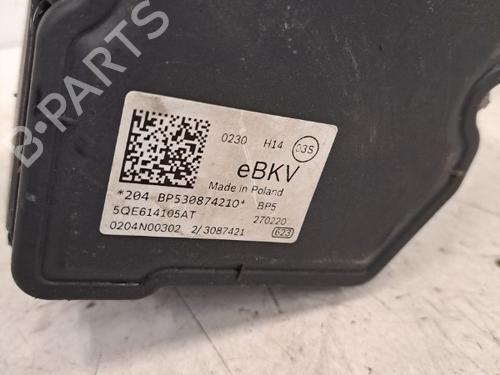 0230 H14 03S
eBKV
Made in Poland
*204 BP530874210* BP5
5QE614105AT 270220
0204N00302 2/3087421 623
B-PARTS